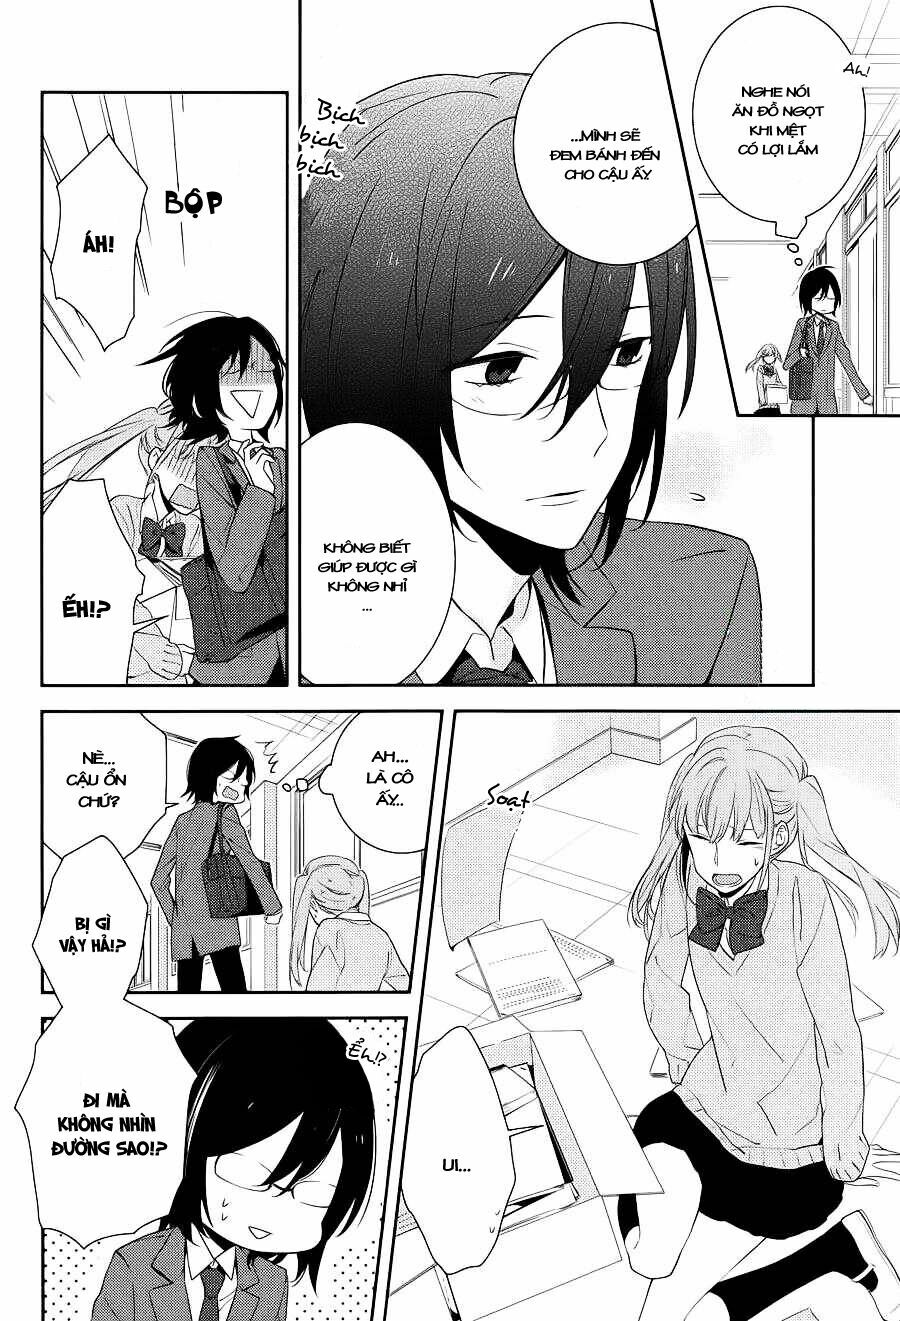 Ah!
NGHE NÓI
ĂN ĐỒ NGỌT
KHI MỆT
CÓ LỢI LẮM
...MÌNH SẼ
ĐEM BÁNH ĐẾN
CHO CẬU ẤY.
Bịch
bịch
bịch
KHÔNG BIẾT
GIÚP ĐƯỢC GÌ
KHÔNG NHỈ
...
BỘP
ÁH!
ẾH!?
Soạt
UI...
AH...
LÀ CÔ
ẤY...
NÈ...
CẬU ỔN
CHỨ?
BỊ GÌ
VẬY HẢ!?
Ểh!?
ĐI MÀ
KHÔNG NHÌN
ĐƯỜNG SAO!?